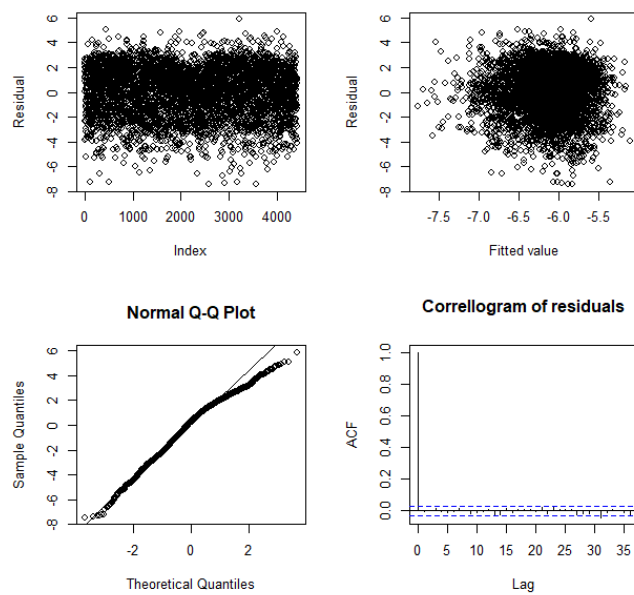 Residual
6
4
2
0
-2
-4
-8
0 1000 2000 3000 4000
Index
Residual
6
4
2
0
-2
-4
-8
-7.5 -7.0 -6.5 -6.0 -5.5
Fitted value
Normal Q-Q Plot
Sample Quantiles
6
4
2
0
-2
-4
-8
-2 0 2
Theoretical Quantiles
Correllogram of residuals
ACF
1.0
0.8
0.6
0.4
0.2
0.0
0 5 10 15 20 25 30 35
Lag